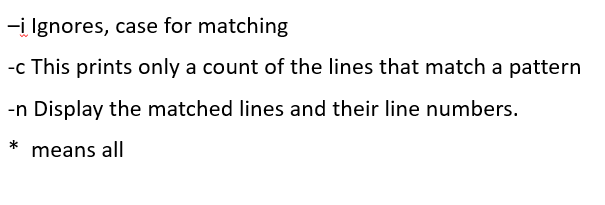 –i Ignores, case for matching
-c This prints only a count of the lines that match a pattern
-n Display the matched lines and their line numbers.
* means all